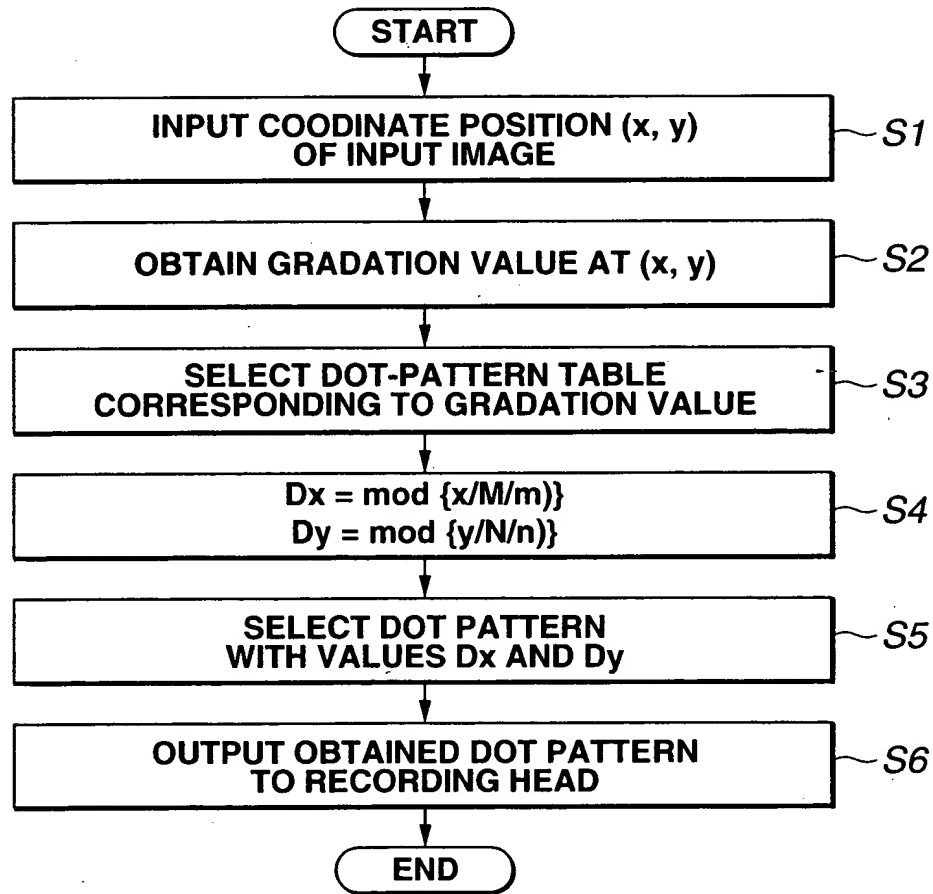 START
INPUT COODINATE POSITION (x, y)
OF INPUT IMAGE
S1
OBTAIN GRADATION VALUE AT (x, y)
S2
SELECT DOT-PATTERN TABLE
CORRESPONDING TO GRADATION VALUE
S3
Dx = mod {x/M/m)}
Dy = mod {y/N/n)}
S4
SELECT DOT PATTERN
WITH VALUES Dx AND Dy
S5
OUTPUT OBTAINED DOT PATTERN
TO RECORDING HEAD
S6
END